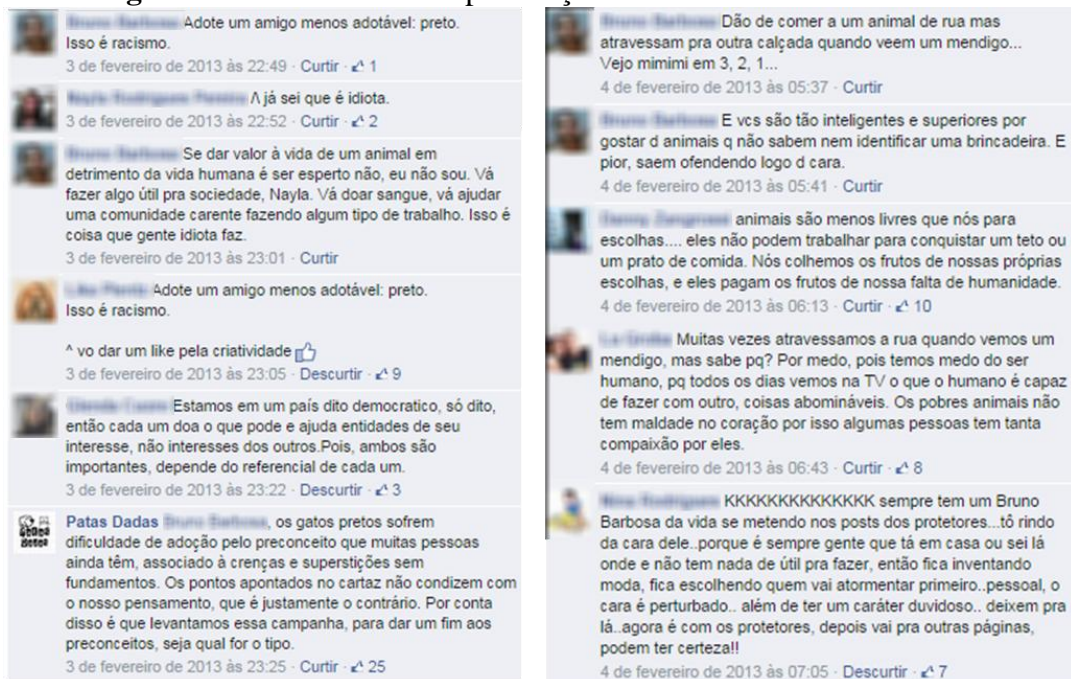 Adote um amigo menos adotável: preto.
Isso é racismo.
3 de fevereiro de 2013 às 22:49 · Curtir · 1
/\ já sei que é idiota.
3 de fevereiro de 2013 às 22:52 · Curtir · 2
Se dar valor à vida de um animal em
detrimento da vida humana é ser esperto não, eu não sou. Vá
fazer algo útil pra sociedade, Nayla. Vá doar sangue, vá ajudar
uma comunidade carente fazendo algum tipo de trabalho. Isso é
coisa que gente idiota faz.
3 de fevereiro de 2013 às 23:01 · Curtir
Adote um amigo menos adotável: preto.
Isso é racismo.
^ vo dar um like pela criatividade
3 de fevereiro de 2013 às 23:05 · Descurtir · 9
Estamos em um país dito democratico, só dito,
então cada um doa o que pode e ajuda entidades de seu
interesse, não interesses dos outros.Pois, ambos são
importantes, depende do referencial de cada um.
3 de fevereiro de 2013 às 23:22 · Descurtir · 3
Patas Dadas , os gatos pretos sofrem
dificuldade de adoção pelo preconceito que muitas pessoas
ainda têm, associado à crenças e superstições sem
fundamentos. Os pontos apontados no cartaz não condizem com
o nosso pensamento, que é justamente o contrário. Por conta
disso é que levantamos essa campanha, para dar um fim aos
preconceitos, seja qual for o tipo.
3 de fevereiro de 2013 às 23:25 · Curtir · 25
Dão de comer a um animal de rua mas
atravessam pra outra calçada quando veem um mendigo...
Vejo mimimi em 3, 2, 1...
4 de fevereiro de 2013 às 05:37 · Curtir
E vcs são tão inteligentes e superiores por
gostar d animais q não sabem nem identificar uma brincadeira. E
pior, saem ofendendo logo d cara.
4 de fevereiro de 2013 às 05:41 · Curtir
animais são menos livres que nós para
escolhas.... eles não podem trabalhar para conquistar um teto ou
um prato de comida. Nós colhemos os frutos de nossas próprias
escolhas, e eles pagam os frutos de nossa falta de humanidade.
4 de fevereiro de 2013 às 06:13 · Curtir · 10
Muitas vezes atravessamos a rua quando vemos um
mendigo, mas sabe pq? Por medo, pois temos medo do ser
humano, pq todos os dias vemos na TV o que o humano é capaz
de fazer com outro, coisas abomináveis. Os pobres animais não
tem maldade no coração por isso algumas pessoas tem tanta
compaixão por eles.
4 de fevereiro de 2013 às 06:43 · Curtir · 8
KKKKKKKKKKKKKK sempre tem um Bruno
Barbosa da vida se metendo nos posts dos protetores...tô rindo
da cara dele..porque é sempre gente que tá em casa ou sei lá
onde e não tem nada de útil pra fazer, então fica inventando
moda, fica escolhendo quem vai atormentar primeiro..pessoal, o
cara é perturbado.. além de ter um caráter duvidoso.. deixem pra
lá..agora é com os protetores, depois vai pra outras páginas,
podem ter certeza!!
4 de fevereiro de 2013 às 07:05 · Descurtir · 7